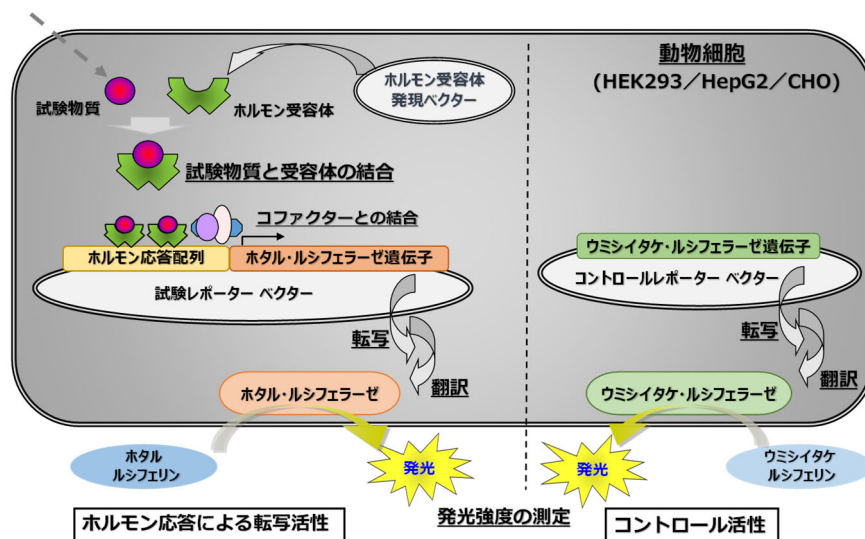 動物細胞
(HEK293／HepG2／CHO)
ホルモン受容体
発現ベクター
試験物質
ホルモン受容体
試験物質と受容体の結合
コファクターとの結合
ホルモン応答配列
ホタル・ルシフェラーゼ遺伝子
試験レポーター ベクター
転写
翻訳
ホタル・ルシフェラーゼ
ホタル
ルシフェリン
発光
ホルモン応答による転写活性
発光強度の測定
ウミシイタケ・ルシフェラーゼ遺伝子
コントロールレポーター ベクター
転写
翻訳
ウミシイタケ・ルシフェラーゼ
発光
ウミシイタケ
ルシフェリン
コントロール活性